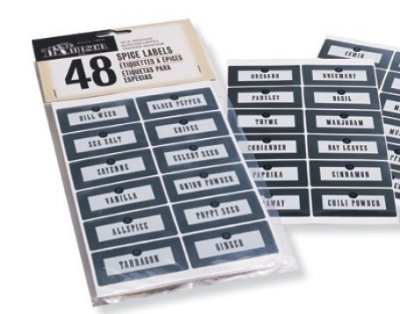 48
SPICE LABELS
ÉTIQUETTES À ÉPICES
ETIQUETAS PARA
ESPECIAS
DILL WEED
BLACK PEPPER
SEA SALT
CHIVES
CAYENNE
CELERY SEED
VANILLA
ONION POWDER
ALLSPICE
POPPY SEED
TARRAGON
GINGER
OREGANO
ROSEMARY
PARSLEY
BASIL
THYME
MARJORAM
CORIANDER
BAY LEAVES
PAPRIKA
CINNAMON
CHILI POWDER
CUMIN